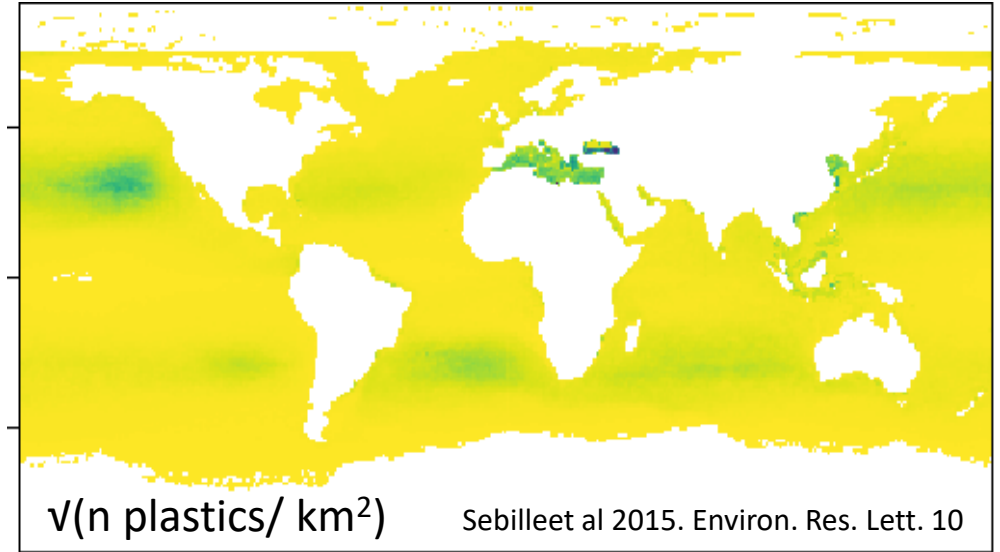 √(n plastics/ km²)
Sebilleet al 2015. Environ. Res. Lett. 10